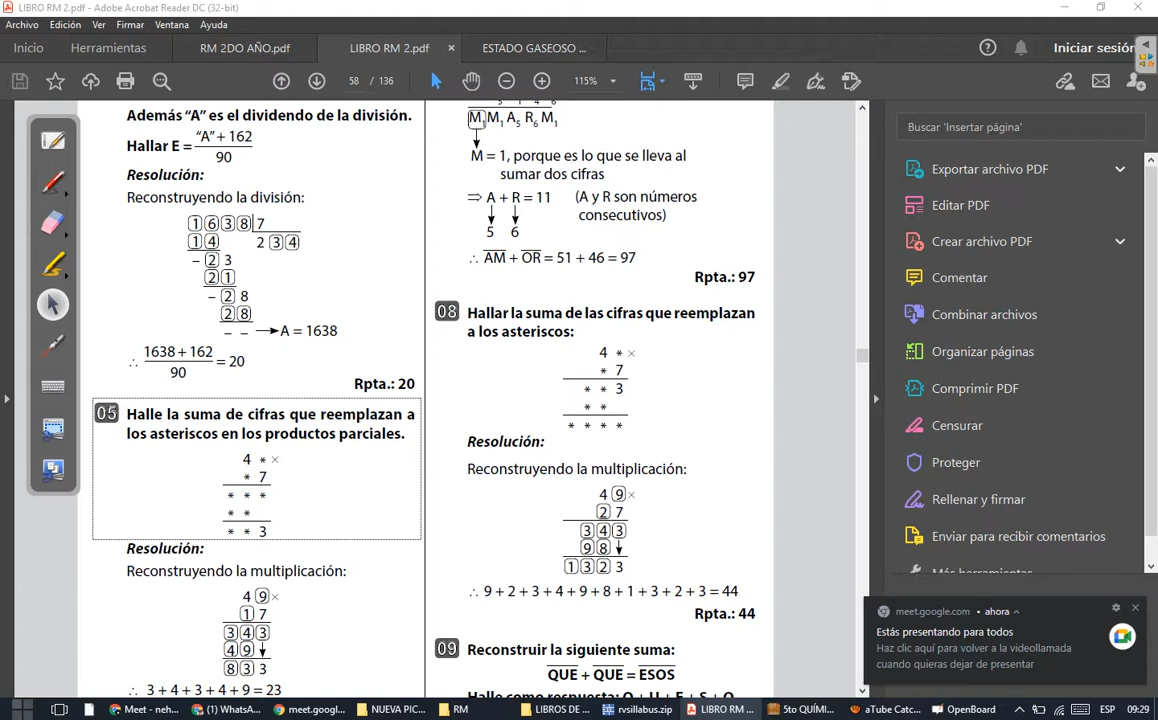 LIBRO RM 2.pdf - Adobe Acrobat Reader DC (32-bit)
Archivo Edición Ver Firmar Ventana Ayuda
Inicio Herramientas RM 2DO AÑO.pdf LIBRO RM 2.pdf × ESTADO GASEOSO ... Iniciar sesión
58 / 136 115%
Además “A” es el dividendo de la división.
Hallar E = “A” + 162
90
Resolución:
Reconstruyendo la división:
1 6 3 8 7
1 4 2 3 4
– 2 3
2 1
– 2 8
2 8
– – A = 1638
∴ 1638 + 162 = 20
90
Rpta.: 20
05 Halle la suma de cifras que reemplazan a
los asteriscos en los productos parciales.
4 * ×
* 7
* * *
* *
* * 3
Resolución:
Reconstruyendo la multiplicación:
4 9 ×
1 7
3 4 3
4 9
8 3 3
∴ 3 + 4 + 3 + 4 + 9 = 23
M₁ M₁ A₅ R₆ M₁
M = 1, porque es lo que se lleva al
sumar dos cifras
⇒ A + R = 11 (A y R son números
consecutivos)
5 6
∴ AM + OR = 51 + 46 = 97
Rpta.: 97
08 Hallar la suma de las cifras que reemplazan
a los asteriscos:
4 * ×
* 7
* * 3
* *
* * * *
Resolución:
Reconstruyendo la multiplicación:
4 9 ×
2 7
3 4 3
9 8
1 3 2 3
∴ 9 + 2 + 3 + 4 + 9 + 8 + 1 + 3 + 2 + 3 = 44
Rpta.: 44
09 Reconstruir la siguiente suma:
QUE + QUE = ESOS
Buscar 'Insertar página'
Exportar archivo PDF
Editar PDF
Crear archivo PDF
Comentar
Combinar archivos
Organizar páginas
Comprimir PDF
Censurar
Proteger
Rellenar y firmar
Enviar para recibir comentarios
meet.google.com • ahora
Estás presentando para todos
Haz clic aquí para volver a la videollamada
cuando quieras dejar de presentar
Meet - neh... (1) WhatsA... meet.google... NUEVA PIC... RM LIBROS DE ... rvsillabus.zip LIBRO RM ... 5to QUÍMI... aTube Catc... OpenBoard ESP 09:29